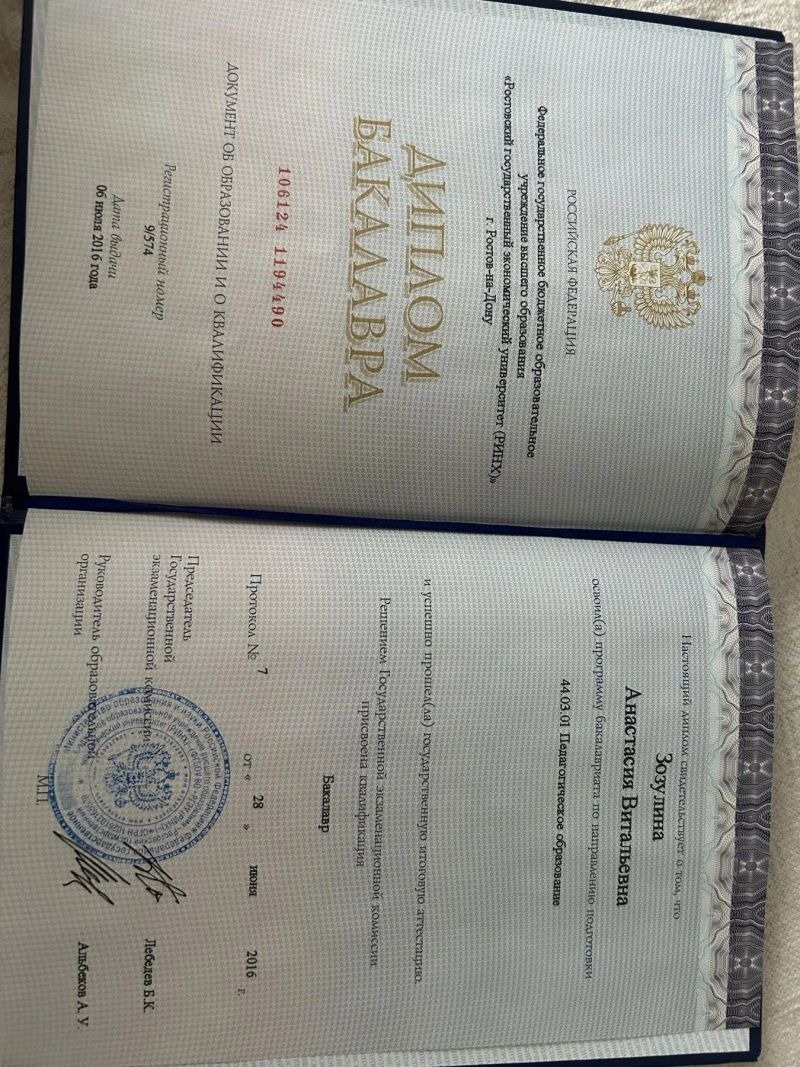 РОССИЙСКАЯ ФЕДЕРАЦИЯ
Федеральное государственное бюджетное образовательное
учреждение высшего образования
«Ростовский государственный экономический университет (РИНХ)»
г. Ростов-на-Дону
ДИПЛОМ
БАКАЛАВРА
106124 1194490
ДОКУМЕНТ ОБ ОБРАЗОВАНИИ И О КВАЛИФИКАЦИИ
Регистрационный номер
9/574
Дата выдачи
06 июля 2016 года
Настоящий диплом свидетельствует о том, что
Зозулина
Анастасия Витальевна
освоил(а) программу бакалавриата по направлению подготовки
44.03.01 Педагогическое образование
и успешно прошел(ла) государственную итоговую аттестацию.
Решением Государственной экзаменационной комиссии
присвоена квалификация
Бакалавр
Протокол № 7 от « 28 » июня 2016 г.
Председатель
Государственной
экзаменационной комиссии
Лебедев Б.К.
Руководитель образовательной
организации
Альбеков А. У.
М.П.